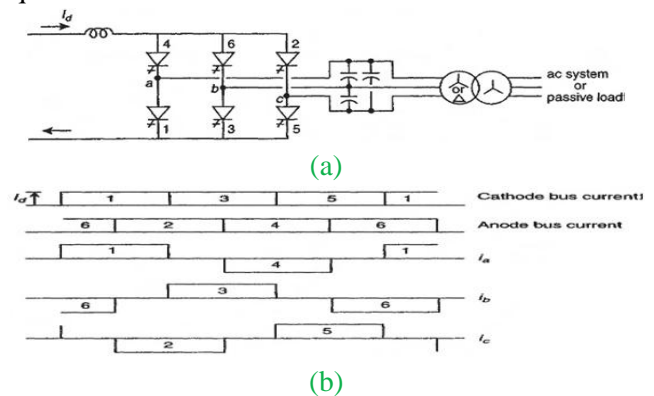 I_d
4 6 2
a b c
1 3 5
or
ac system
or
passive load
(a)
I_d 1 3 5 1 Cathode bus current
6 2 4 6 Anode bus current
1 4 1 i_a
6 3 6 i_b
2 5 i_c
(b)